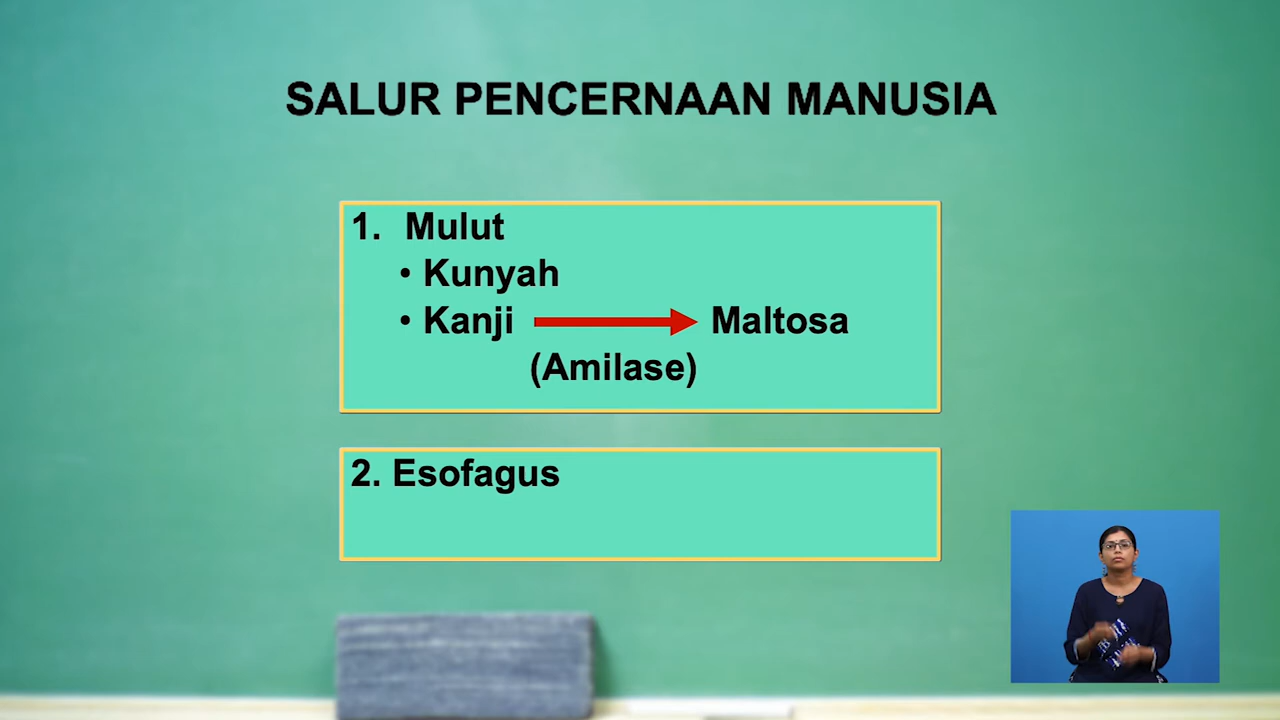 SALUR PENCERNAAN MANUSIA
1. Mulut
• Kunyah
• Kanji → Maltosa
(Amilase)
2. Esofagus